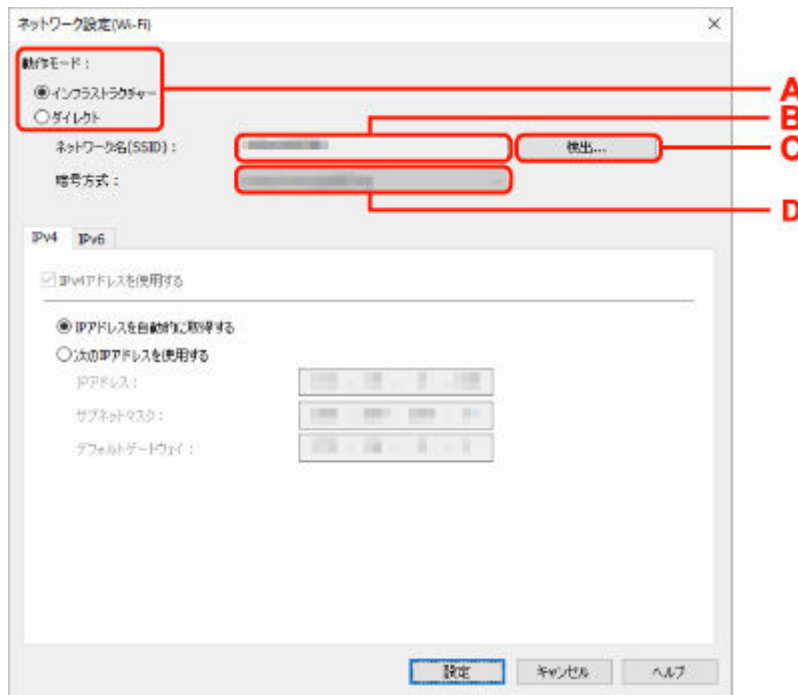 ネットワーク設定(Wi-Fi)
動作モード：
インフラストラクチャー
A
ダイレクト
B
ネットワーク名(SSID)：
検出...
C
暗号方式：
D
IPv4 IPv6
IPv4アドレスを使用する
IPアドレスを自動的に取得する
次のIPアドレスを使用する
IPアドレス：
サブネットマスク：
デフォルトゲートウェイ：
設定 キャンセル ヘルプ